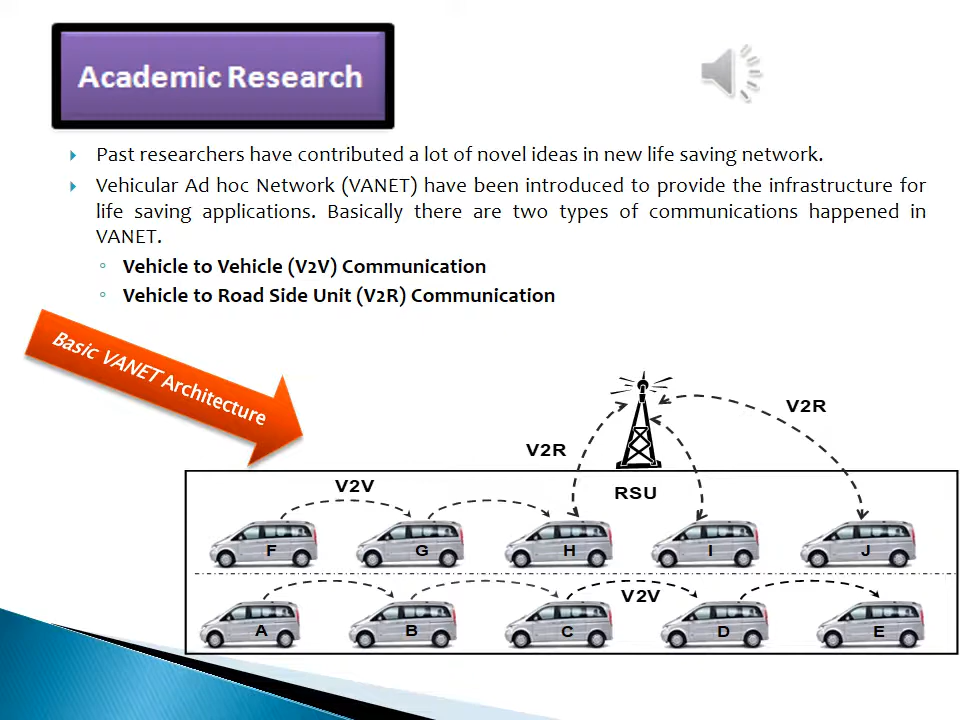 Academic Research
Past researchers have contributed a lot of novel ideas in new life saving network.
Vehicular Ad hoc Network (VANET) have been introduced to provide the infrastructure for
life saving applications. Basically there are two types of communications happened in
VANET.
Vehicle to Vehicle (V2V) Communication
Vehicle to Road Side Unit (V2R) Communication
Basic VANET Architecture
V2R
V2R
V2V
RSU
F G H I J
V2V
A B C D E